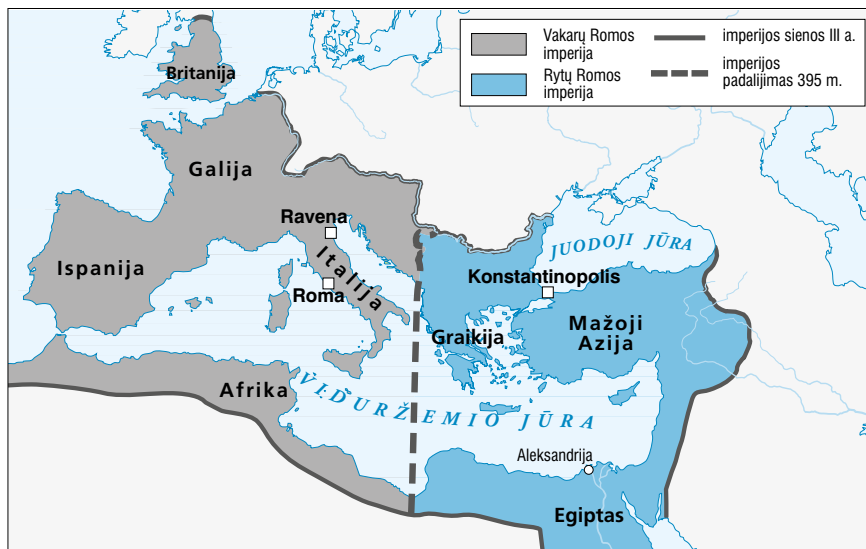 Vakarų Romos
imperija
Rytų Romos
imperija
imperijos sienos III a.
imperijos
padalijimas 395 m.
Britanija
Galija
Ravena
Ispanija
Roma
Italija
JUODOJI JŪRA
Konstantinopolis
Graikija
Mažoji
Azija
Afrika
VIDURŽEMIO JŪRA
Aleksandrija
Egiptas